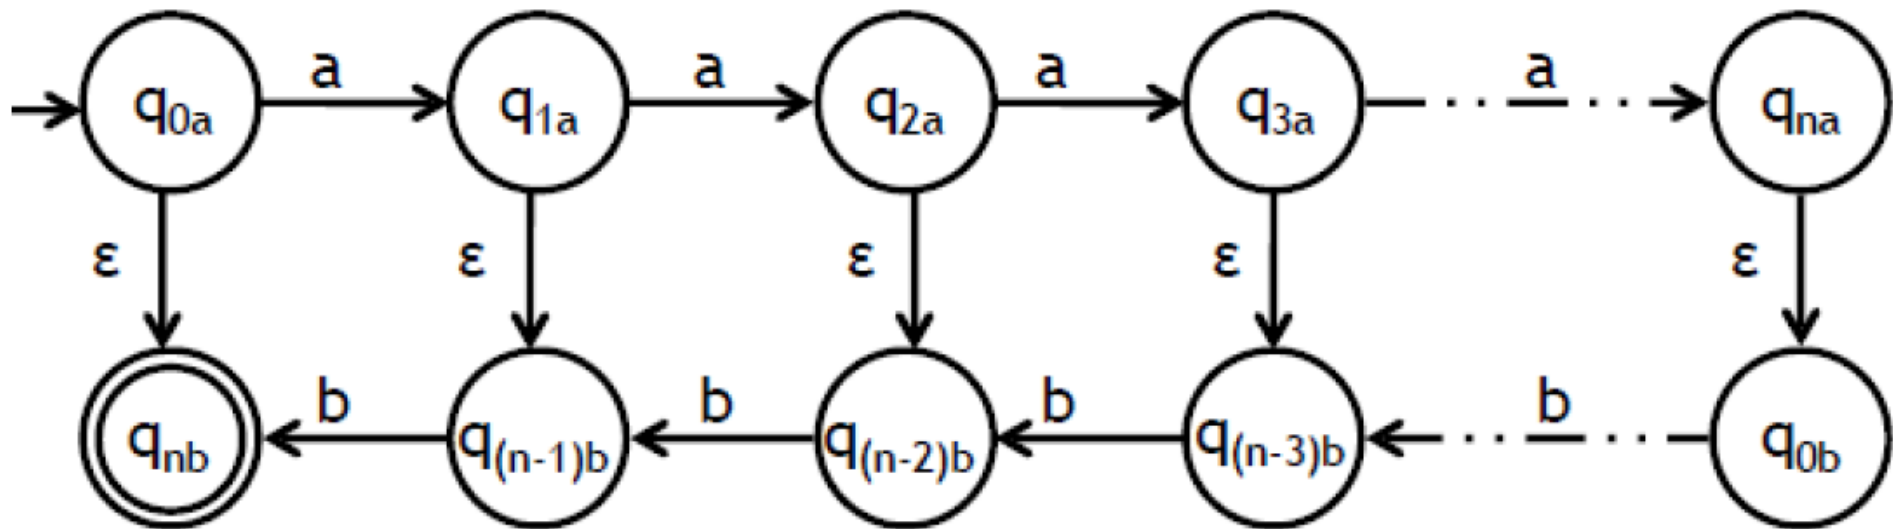 a a a a
q0a q1a q2a q3a qna
ε ε ε ε ε
b b b b
qnb q(n-1)b q(n-2)b q(n-3)b q0b